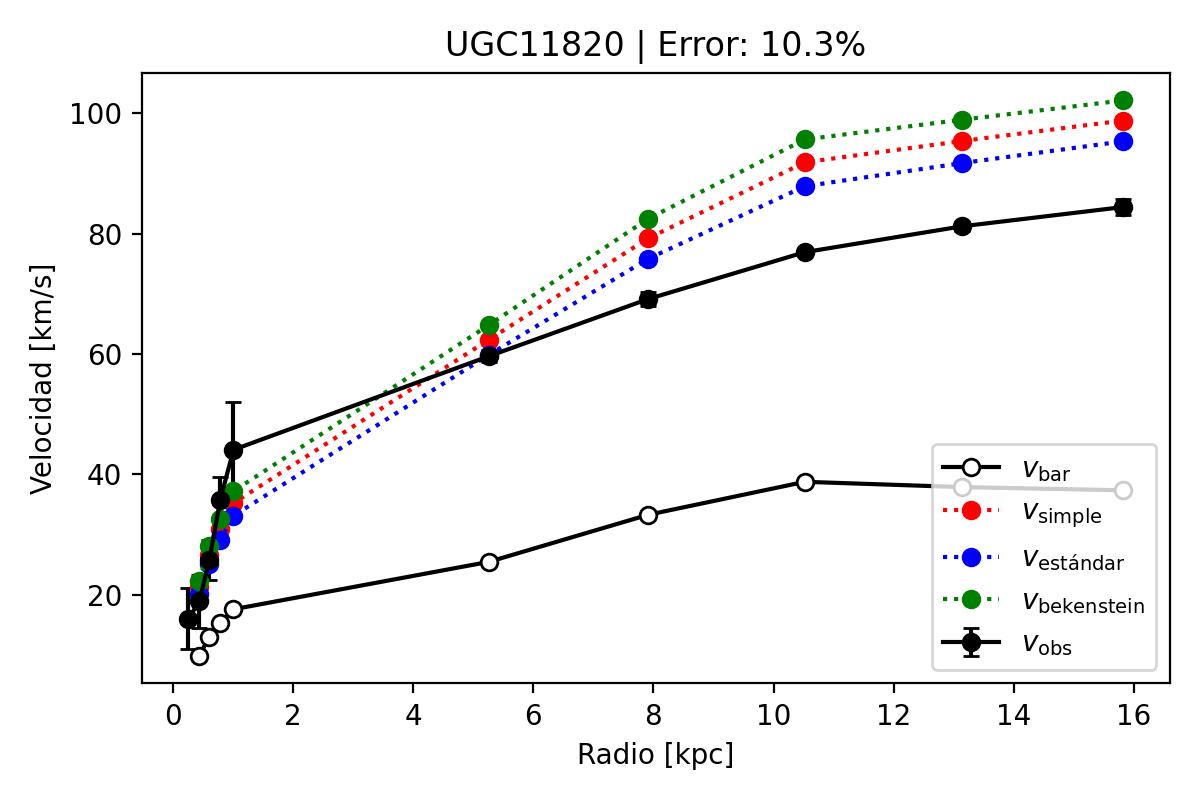 UGC11820 | Error: 10.3%
Velocidad [km/s]
100
80
60
40
20
v_bar
v_simple
v_estándar
v_bekenstein
v_obs
0 2 4 6 8 10 12 14 16
Radio [kpc]